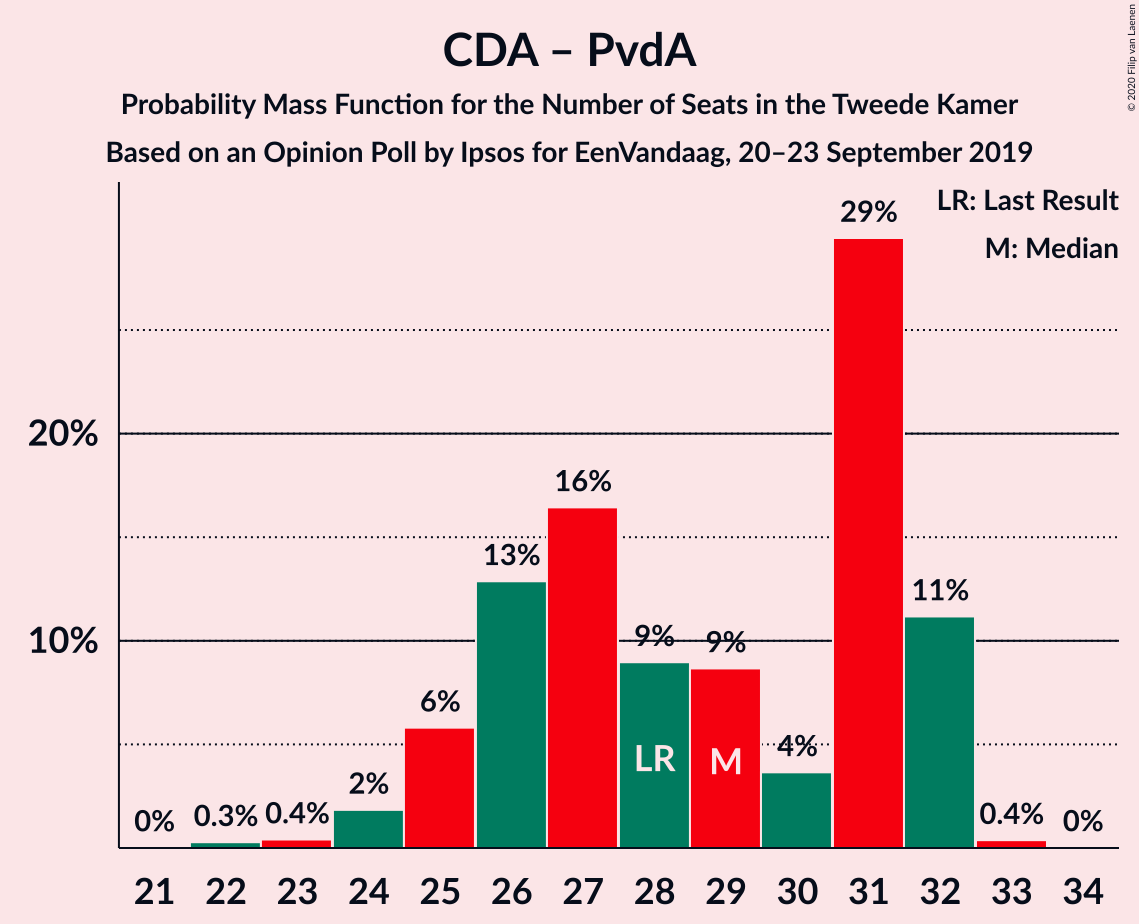 CDA – PvdA
Probability Mass Function for the Number of Seats in the Tweede Kamer
Based on an Opinion Poll by Ipsos for EenVandaag, 20–23 September 2019
© 2020 Filip van Laenen
LR: Last Result
M: Median
29%
20%
16%
13%
11%
10%
9%
9%
6%
4%
LR
M
2%
0%
0.3%
0.4%
0.4%
0%
21 22 23 24 25 26 27 28 29 30 31 32 33 34